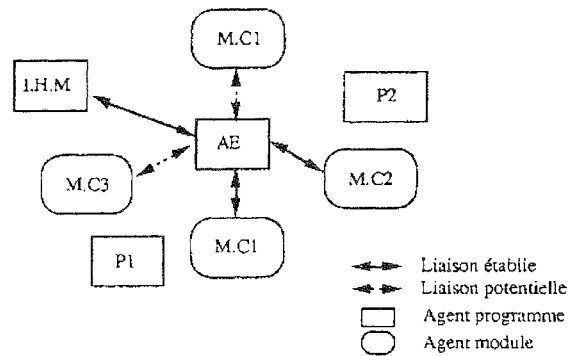 M.C1
I.H.M
P2
AE
M.C3
M.C2
M.C1
P1
Liaison établie
Liaison potentielle
Agent programme
Agent module